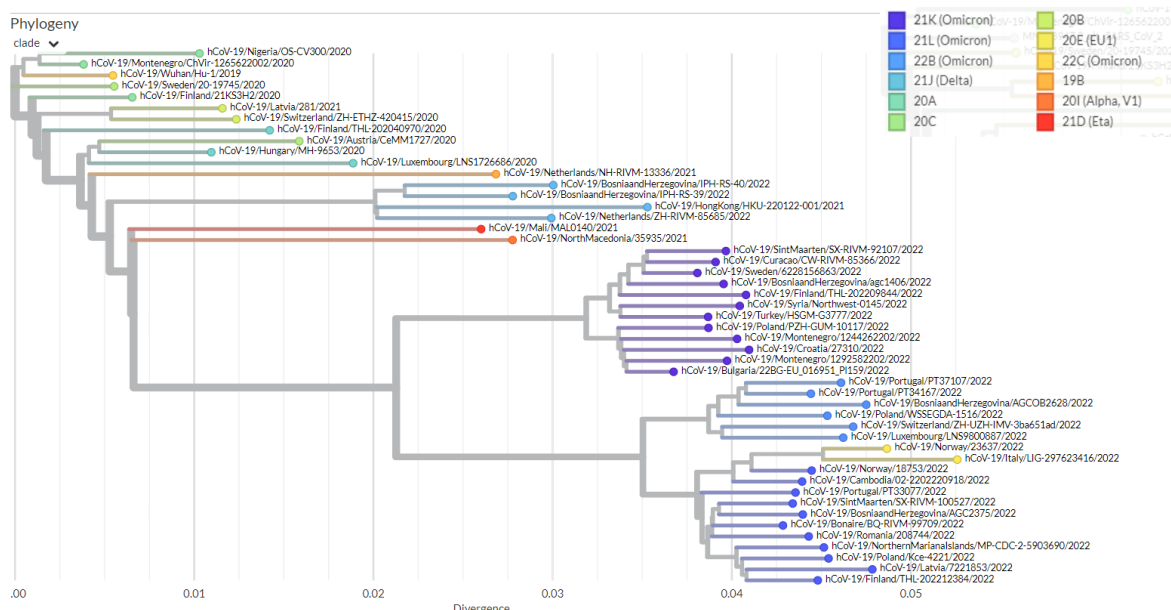 Phylogeny
clade
21K (Omicron)
21L (Omicron)
22B (Omicron)
21J (Delta)
20A
20C
20B
20E (EU1)
22C (Omicron)
19B
20I (Alpha, V1)
21D (Eta)
hCoV-19/Nigeria/OS-CV300/2020
hCoV-19/Montenegro/ChVir-1265622002/2020
hCoV-19/Wuhan/Hu-1/2019
hCoV-19/Sweden/20-19745/2020
hCoV-19/Finland/21KS3H2/2020
hCoV-19/Latvia/281/2021
hCoV-19/Switzerland/ZH-ETHZ-420415/2020
hCoV-19/Finland/THL-202040970/2020
hCoV-19/Austria/CeMM1727/2020
hCoV-19/Hungary/MH-9653/2020
hCoV-19/Luxembourg/LNS1726686/2020
hCoV-19/Netherlands/NH-RIVM-13336/2021
hCoV-19/BosniaandHerzegovina/IPH-RS-40/2022
hCoV-19/BosniaandHerzegovina/IPH-RS-39/2022
hCoV-19/HongKong/HKU-220122-001/2021
hCoV-19/Netherlands/ZH-RIVM-85685/2022
hCoV-19/Mali/MAL0140/2021
hCoV-19/NorthMacedonia/35935/2021
hCoV-19/SintMaarten/SX-RIVM-92107/2022
hCoV-19/Curacao/CW-RIVM-85366/2022
hCoV-19/Sweden/6228156863/2022
hCoV-19/BosniaandHerzegovina/agc1406/2022
hCoV-19/Finland/THL-202209844/2022
hCoV-19/Syria/Northwest-0145/2022
hCoV-19/Turkey/HSGM-G3777/2022
hCoV-19/Poland/PZH-GUM-10117/2022
hCoV-19/Montenegro/1244262202/2022
hCoV-19/Croatia/27310/2022
hCoV-19/Montenegro/1292582202/2022
hCoV-19/Bulgaria/22BG-EU_016951_PI159/2022
hCoV-19/Portugal/PT37107/2022
hCoV-19/Portugal/PT34167/2022
hCoV-19/BosniaandHerzegovina/AGCOB2628/2022
hCoV-19/Poland/WSSEGDA-1516/2022
hCoV-19/Switzerland/ZH-UZH-IMV-3ba651ad/2022
hCoV-19/Luxembourg/LNS9800887/2022
hCoV-19/Norway/23637/2022
hCoV-19/Italy/LIG-297623416/2022
hCoV-19/Norway/18753/2022
hCoV-19/Cambodia/02-2202220918/2022
hCoV-19/Portugal/PT33077/2022
hCoV-19/SintMaarten/SX-RIVM-100527/2022
hCoV-19/BosniaandHerzegovina/AGC2375/2022
hCoV-19/Bonaire/BQ-RIVM-99709/2022
hCoV-19/Romania/208744/2022
hCoV-19/NorthernMarianaIslands/MP-CDC-2-5903690/2022
hCoV-19/Poland/Kce-4221/2022
hCoV-19/Latvia/7221853/2022
hCoV-19/Finland/THL-202212384/2022
.00 0.01 0.02 0.03 0.04 0.05
Divergence